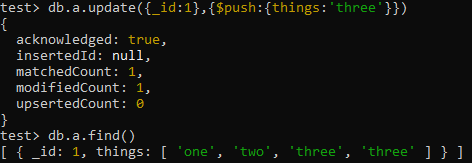 test> db.a.update({_id:1},{$push:{things:'three'}})
{
  acknowledged: true,
  insertedId: null,
  matchedCount: 1,
  modifiedCount: 1,
  upsertedCount: 0
}
test> db.a.find()
[ { _id: 1, things: [ 'one', 'two', 'three', 'three' ] } ]